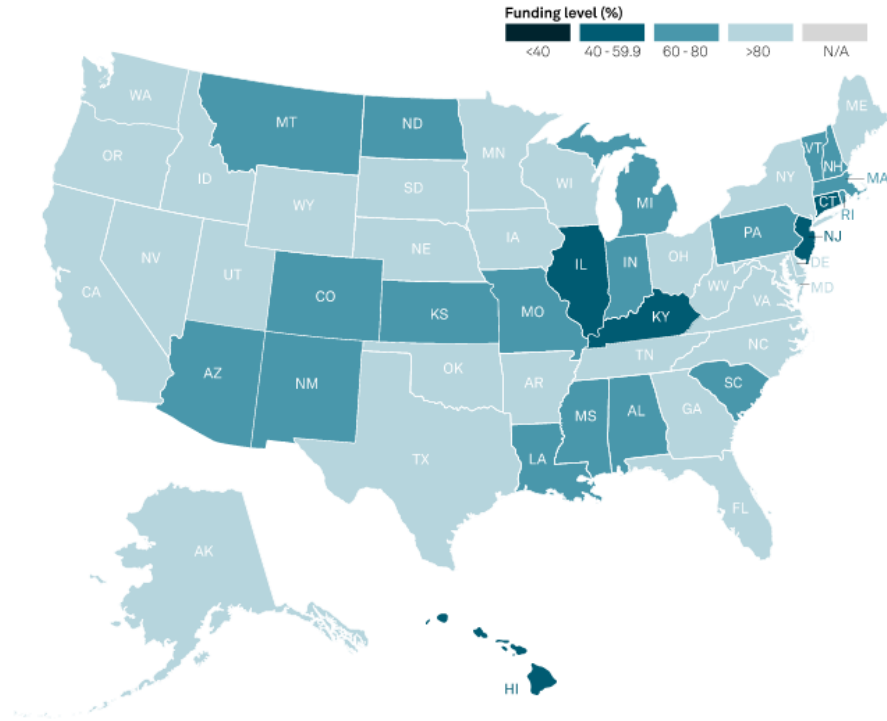 Funding level (%)
<40 40-59.9 60-80 >80 N/A
WA
ME
MT
ND
MN
VT
NH
OR
ID
SD
WI
NY
MA
WY
MI
CT
RI
IA
PA
NJ
NE
NV
UT
IL
IN
OH
DE
MD
CA
CO
WV
VA
KS
MO
KY
NC
TN
AZ
NM
OK
AR
SC
MS
AL
GA
TX
LA
FL
AK
HI